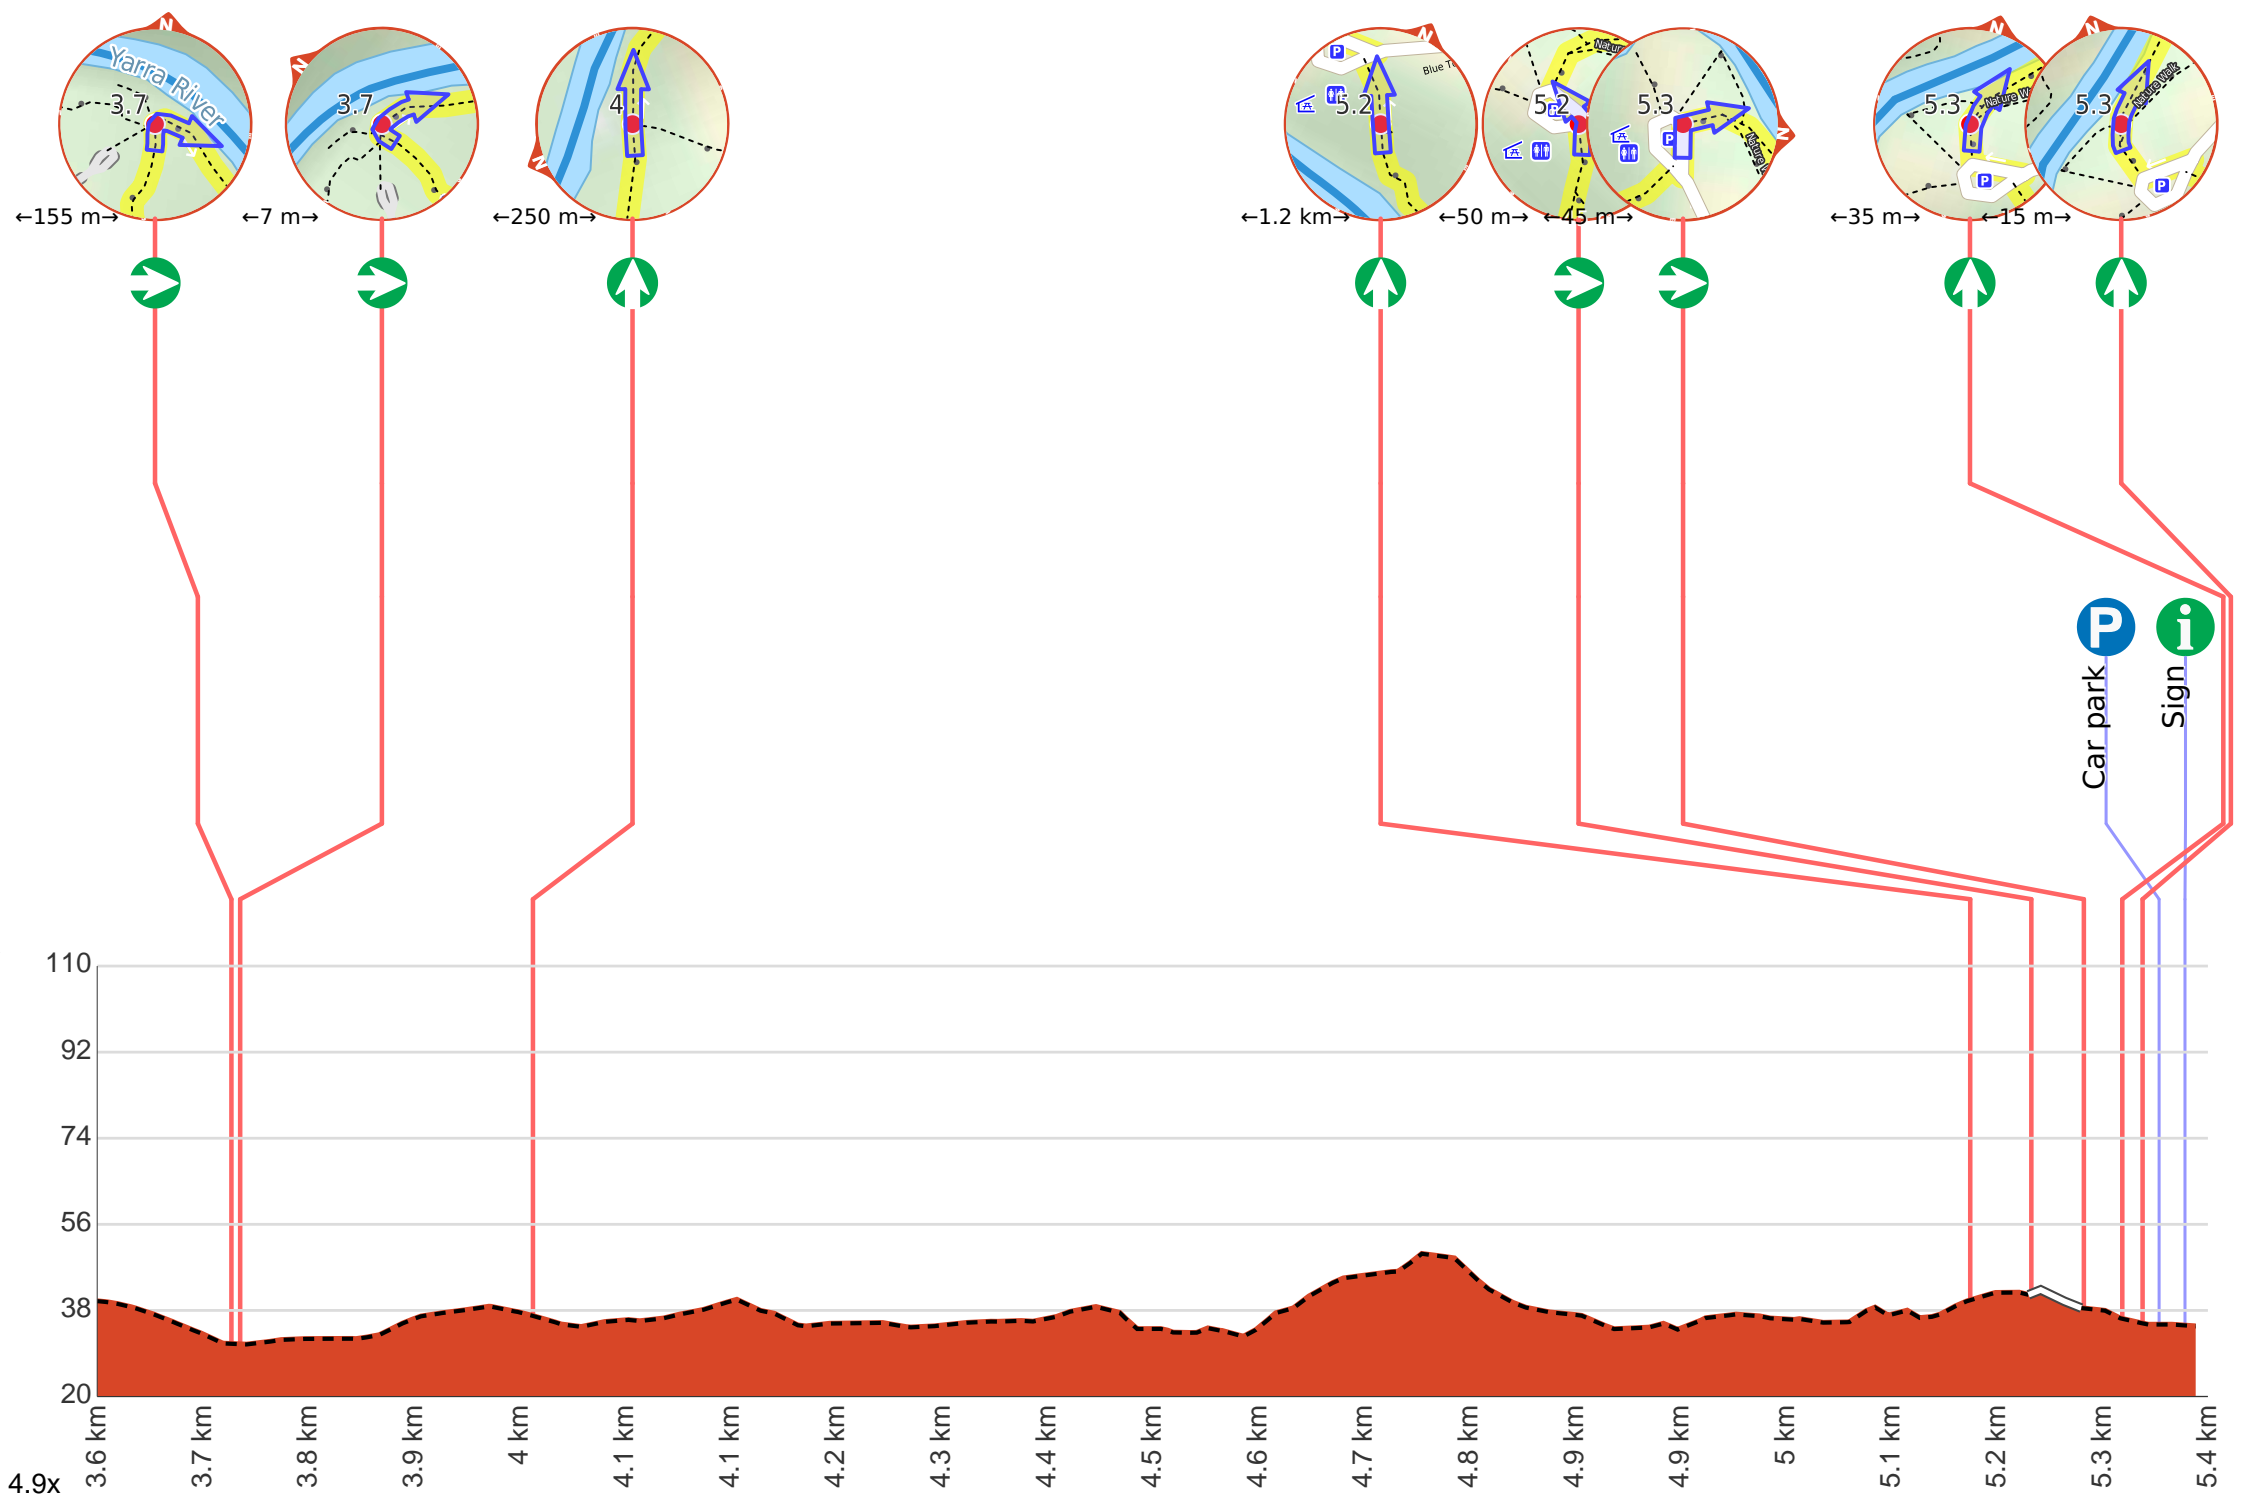 N
N
N
N
N
N
N
N
Yarra River
3.7
3.7
4
5.2
5.2
5.3
5.3
5.3
P
P
P
P
Nature Walk
←155 m→
←7 m→
←250 m→
←1.2 km→
←50 m→
←45 m→
←35 m→
←15 m→
P
i
Car park
Sign
110
92
74
56
38
20
3.6 km
3.7 km
3.8 km
3.9 km
4 km
4.1 km
4.1 km
4.2 km
4.3 km
4.4 km
4.5 km
4.6 km
4.7 km
4.8 km
4.9 km
4.9 km
5 km
5.1 km
5.2 km
5.3 km
5.4 km
4.9x